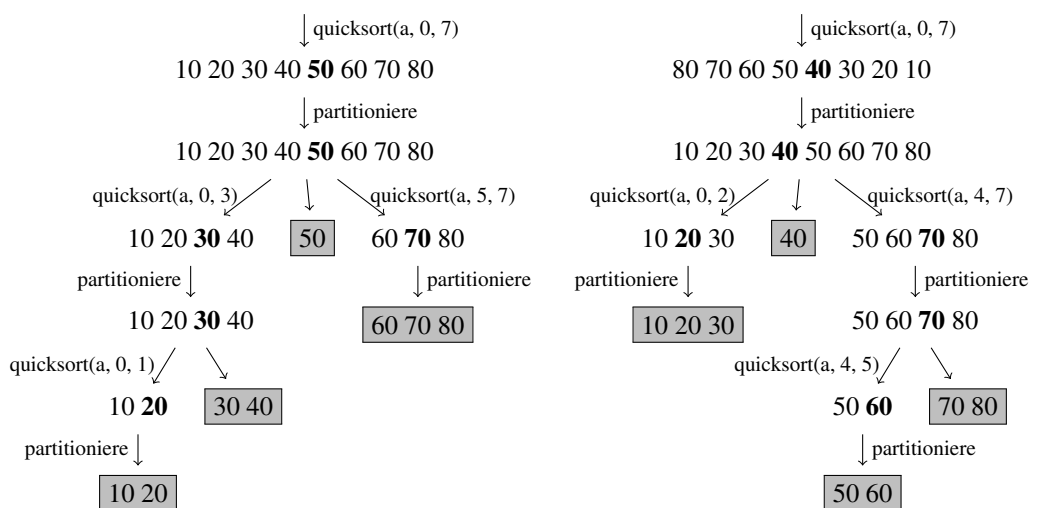 quicksort(a, 0, 7)
10 20 30 40 50 60 70 80
partitioniere
10 20 30 40 50 60 70 80
quicksort(a, 0, 3)
quicksort(a, 5, 7)
10 20 30 40
50
60 70 80
partitioniere
partitioniere
10 20 30 40
60 70 80
quicksort(a, 0, 1)
10 20
30 40
partitioniere
10 20
quicksort(a, 0, 7)
80 70 60 50 40 30 20 10
partitioniere
10 20 30 40 50 60 70 80
quicksort(a, 0, 2)
quicksort(a, 4, 7)
10 20 30
40
50 60 70 80
partitioniere
partitioniere
10 20 30
50 60 70 80
quicksort(a, 4, 5)
50 60
70 80
partitioniere
50 60